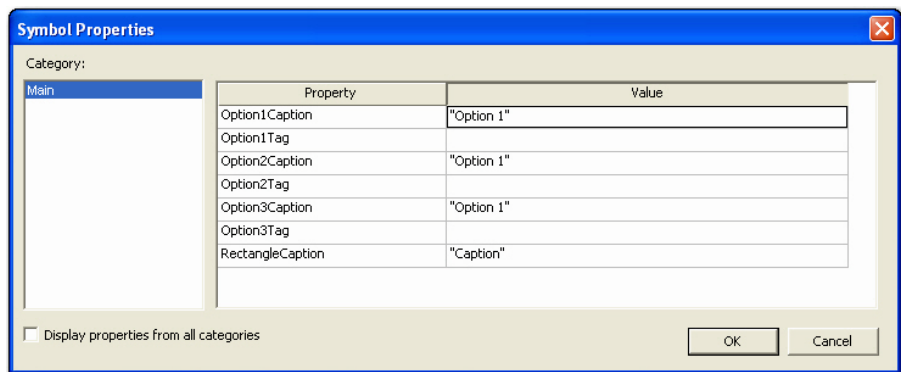 Symbol Properties
Category:
Main
Property Value
Option1Caption "Option 1"
Option1Tag
Option2Caption "Option 1"
Option2Tag
Option3Caption "Option 1"
Option3Tag
RectangleCaption "Caption"
Display properties from all categories
OK Cancel